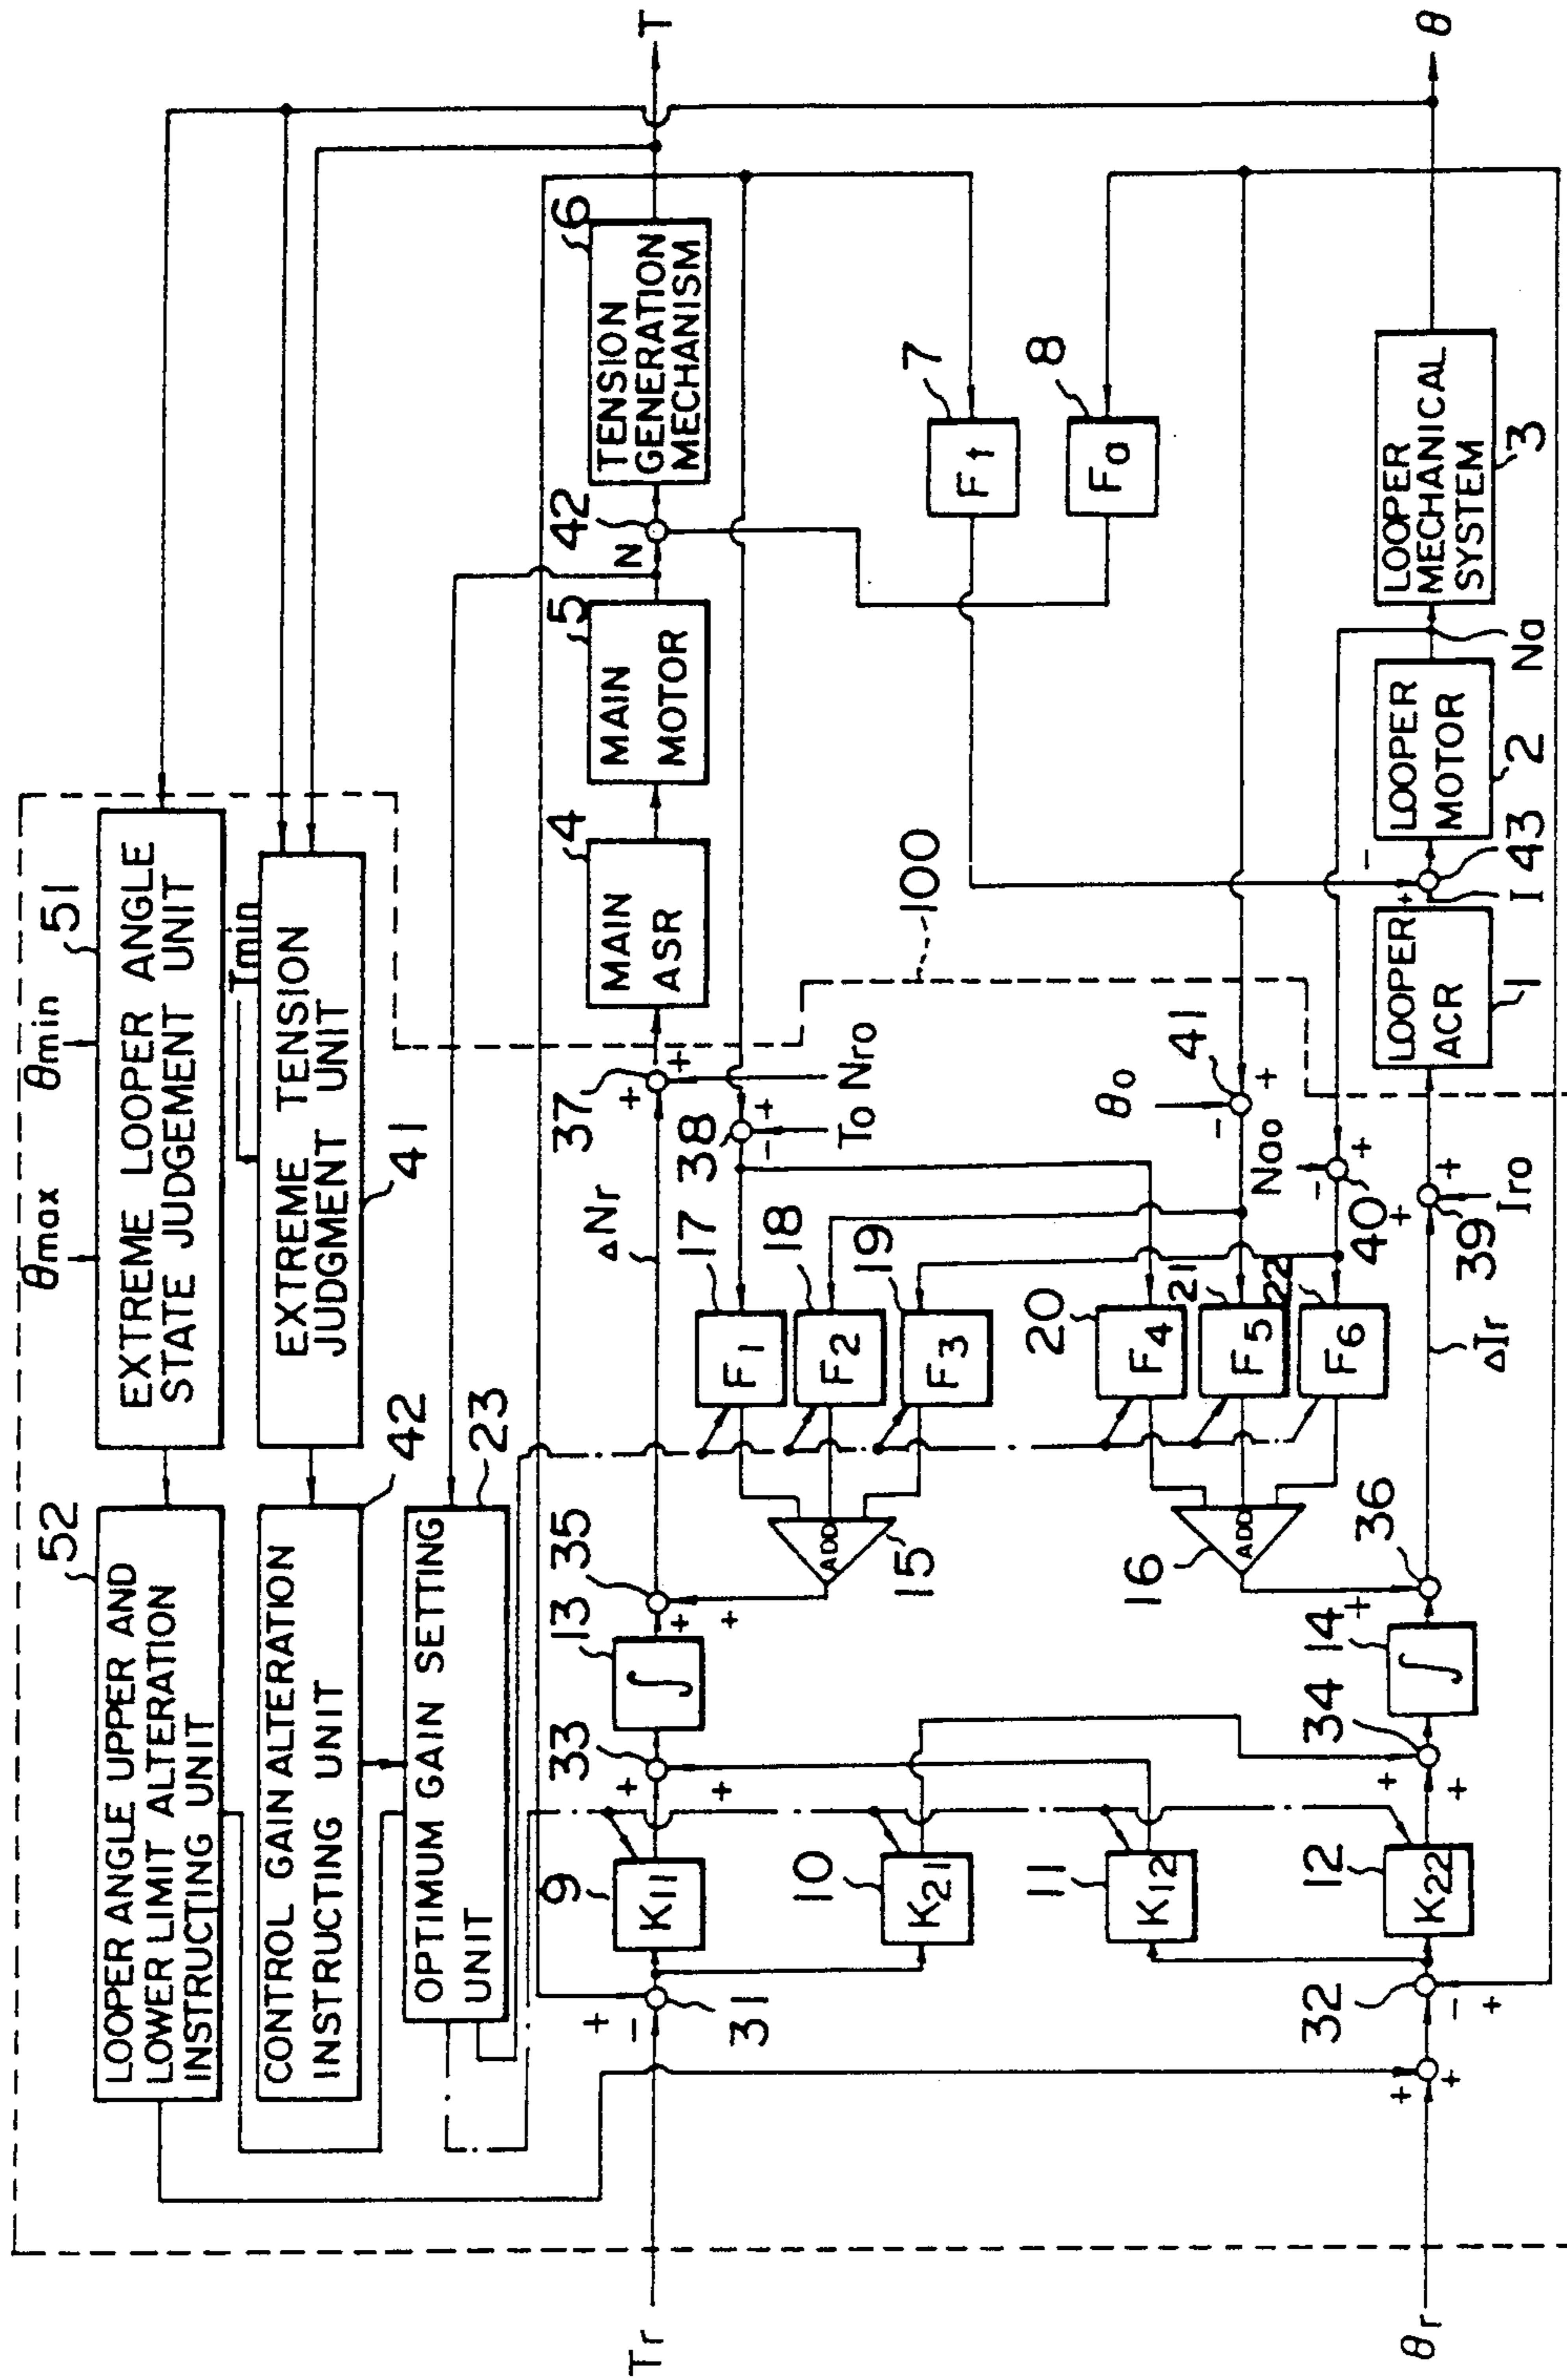 θmax
θmin
51
EXTREME LOOPER ANGLE
STATE JUDGEMENT UNIT
Tmin
EXTREME TENSION
JUDGMENT UNIT
41
52
LOOPER ANGLE UPPER AND
LOWER LIMIT ALTERATION
INSTRUCTING UNIT
CONTROL GAIN ALTERATION
INSTRUCTING UNIT
42
OPTIMUM GAIN SETTING
UNIT
23
Tr
+
-
31
9
K11
+
+
33
13
∫
35
+
+
ΔNr
37
+
+
4
MAIN
ASR
5
MAIN
MOTOR
N
42
6
TENSION
GENERATION
MECHANISM
T
38
-
+
To
Nro
17
F1
18
F2
19
F3
ADD
15
10
K21
11
K12
100
7
Ft
8
Fa
20
F4
21
F5
22
F6
ADD
16
θo
41
-
+
Nao
-
+
40
θr
+
+
32
-
+
12
K22
+
+
34
14
∫
+
36
ΔIr
39
+
+
Iro
LOOPER
ACR
1
+
-
I
43
LOOPER
MOTOR
2
Na
LOOPER
MECHANICAL
SYSTEM
3
θ